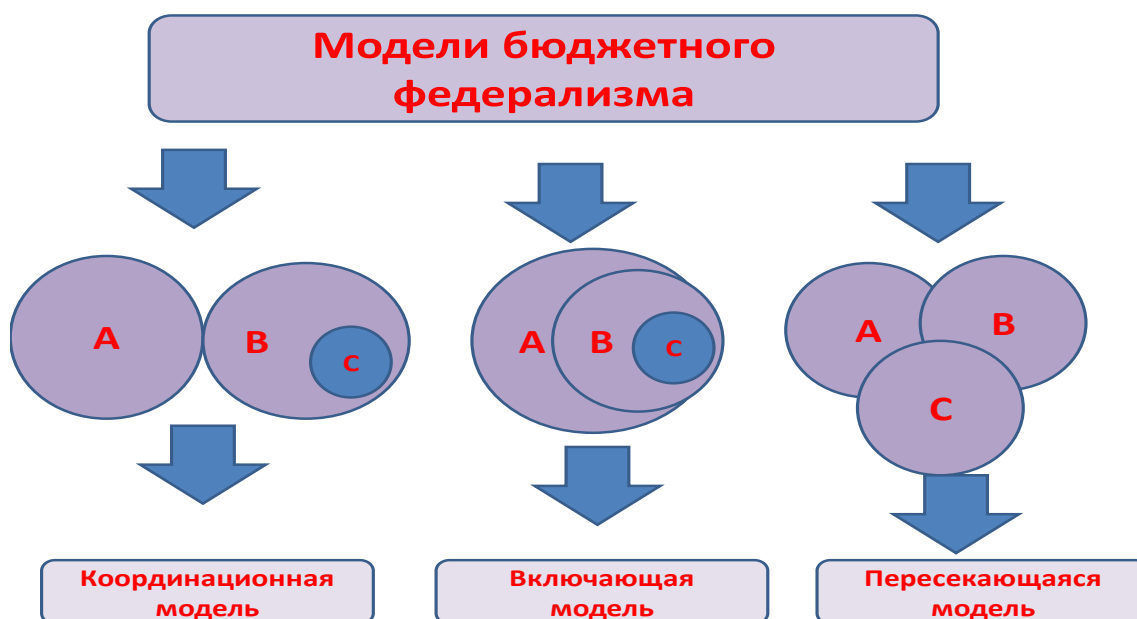 Модели бюджетного
федерализма
A
B
C
A
B
C
A
B
C
Координационная
модель
Включающая
модель
Пересекающаяся
модель